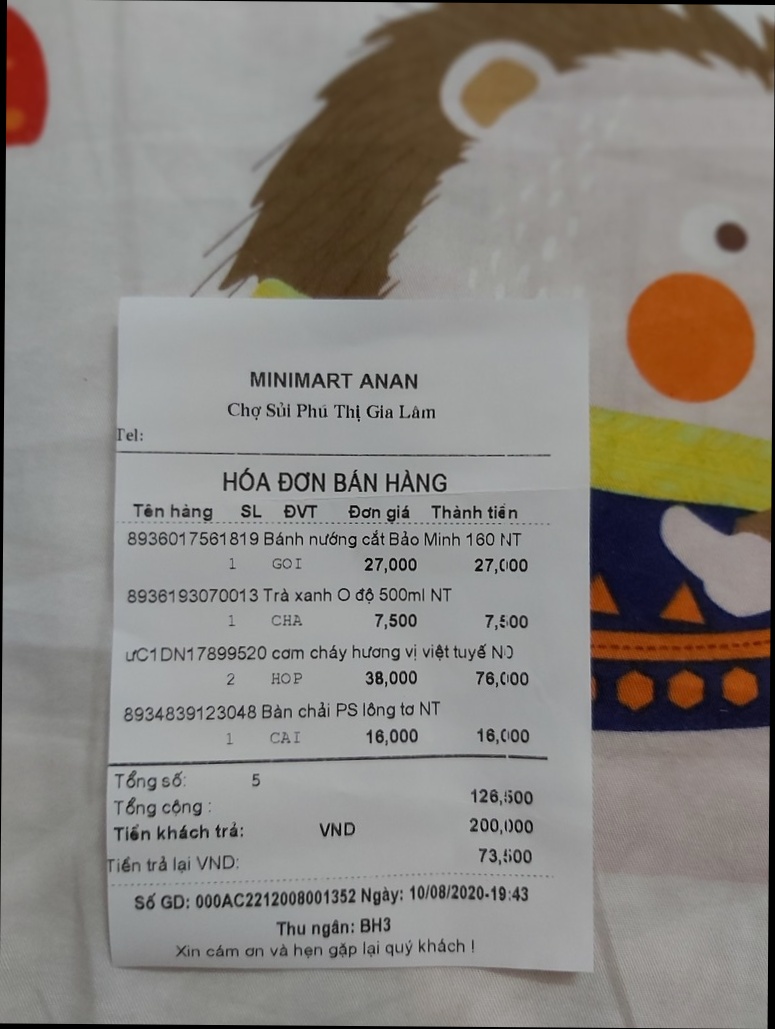 MINIMART ANAN
Chợ Sủi Phú Thị Gia Lâm
Tel:
HÓA ĐƠN BÁN HÀNG
Tên hàng SL ĐVT Đơn giá Thành tiền
8936017561819 Bánh nướng cắt Bảo Minh 160 NT
1 GOI 27,000 27,000
8936193070013 Trà xanh O độ 500ml NT
1 CHA 7,500 7,500
ưC1DN17899520 cơm cháy hương vị việt tuyế NO
2 HOP 38,000 76,000
8934839123048 Bàn chải PS lông tơ NT
1 CAI 16,000 16,000
Tổng số: 5
Tổng cộng : 126,500
Tiền khách trả: VND 200,000
Tiền trả lại VND: 73,500
Số GD: 000AC2212008001352 Ngày: 10/08/2020-19:43
Thu ngân: BH3
Xin cám ơn và hẹn gặp lại quý khách !